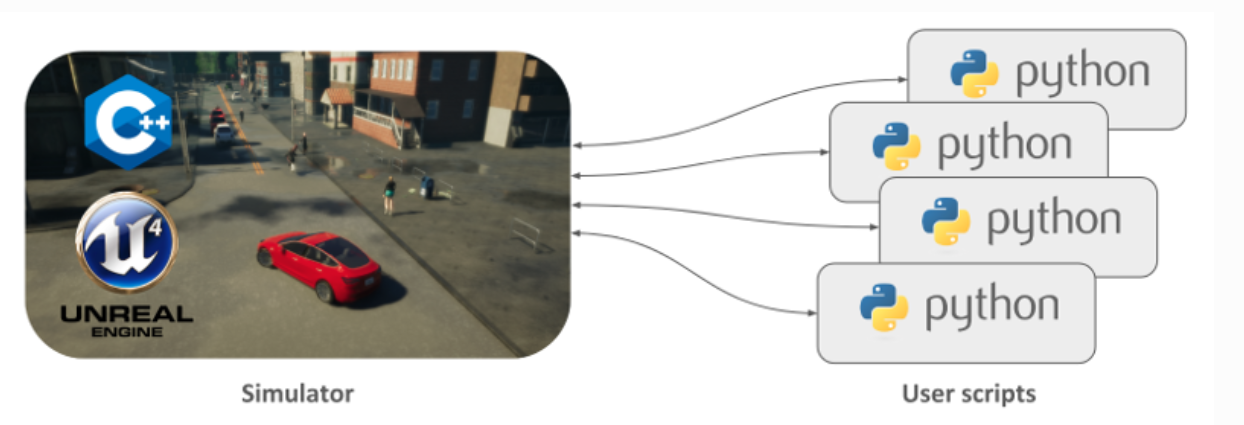 C++
4
UNREAL
ENGINE
Simulator
python
python
python
python
User scripts